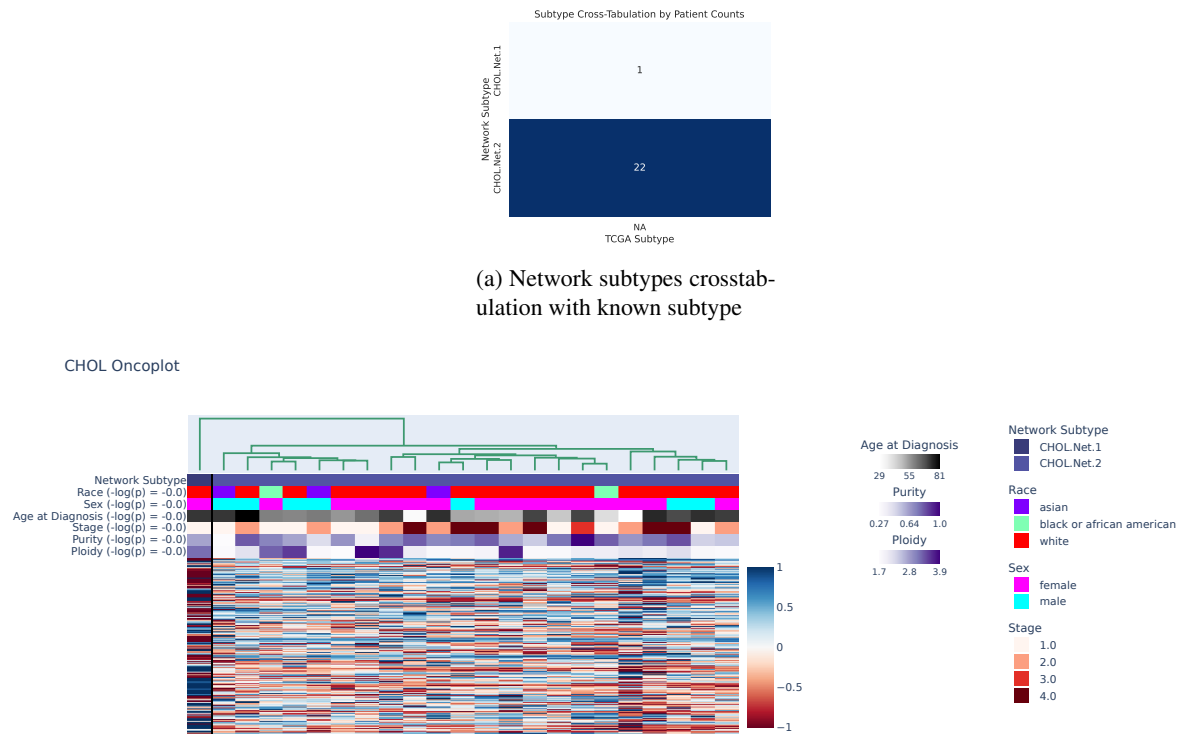 Subtype Cross-Tabulation by Patient Counts
Network Subtype
CHOL.Net.1
1
CHOL.Net.2
22
NA
TCGA Subtype
(a) Network subtypes crosstab-
ulation with known subtype
CHOL Oncoplot
Network Subtype
Race (-log(p) = -0.0)
Sex (-log(p) = -0.0)
Age at Diagnosis (-log(p) = -0.0)
Stage (-log(p) = -0.0)
Purity (-log(p) = -0.0)
Ploidy (-log(p) = -0.0)
1
0.5
0
−0.5
−1
Age at Diagnosis
29 55 81
Purity
0.27 0.64 1.0
Ploidy
1.7 2.8 3.9
Network Subtype
CHOL.Net.1
CHOL.Net.2
Race
asian
black or african american
white
Sex
female
male
Stage
1.0
2.0
3.0
4.0